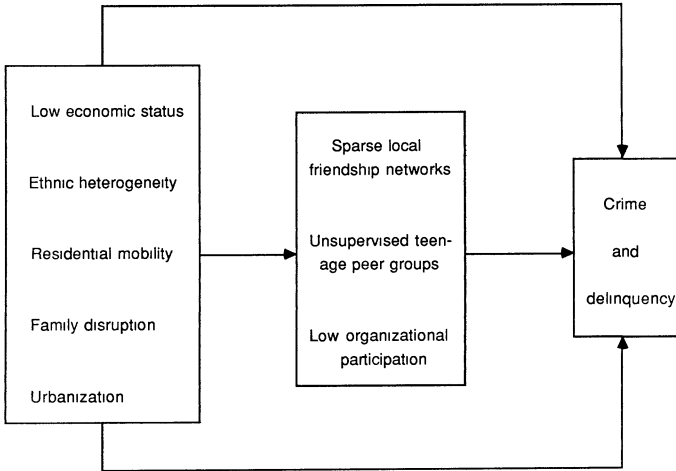 Low economic status
Ethnic heterogeneity
Residential mobility
Family disruption
Urbanization
Sparse local
friendship networks
Unsupervised teen-
age peer groups
Low organizational
participation
Crime
and
delinquency